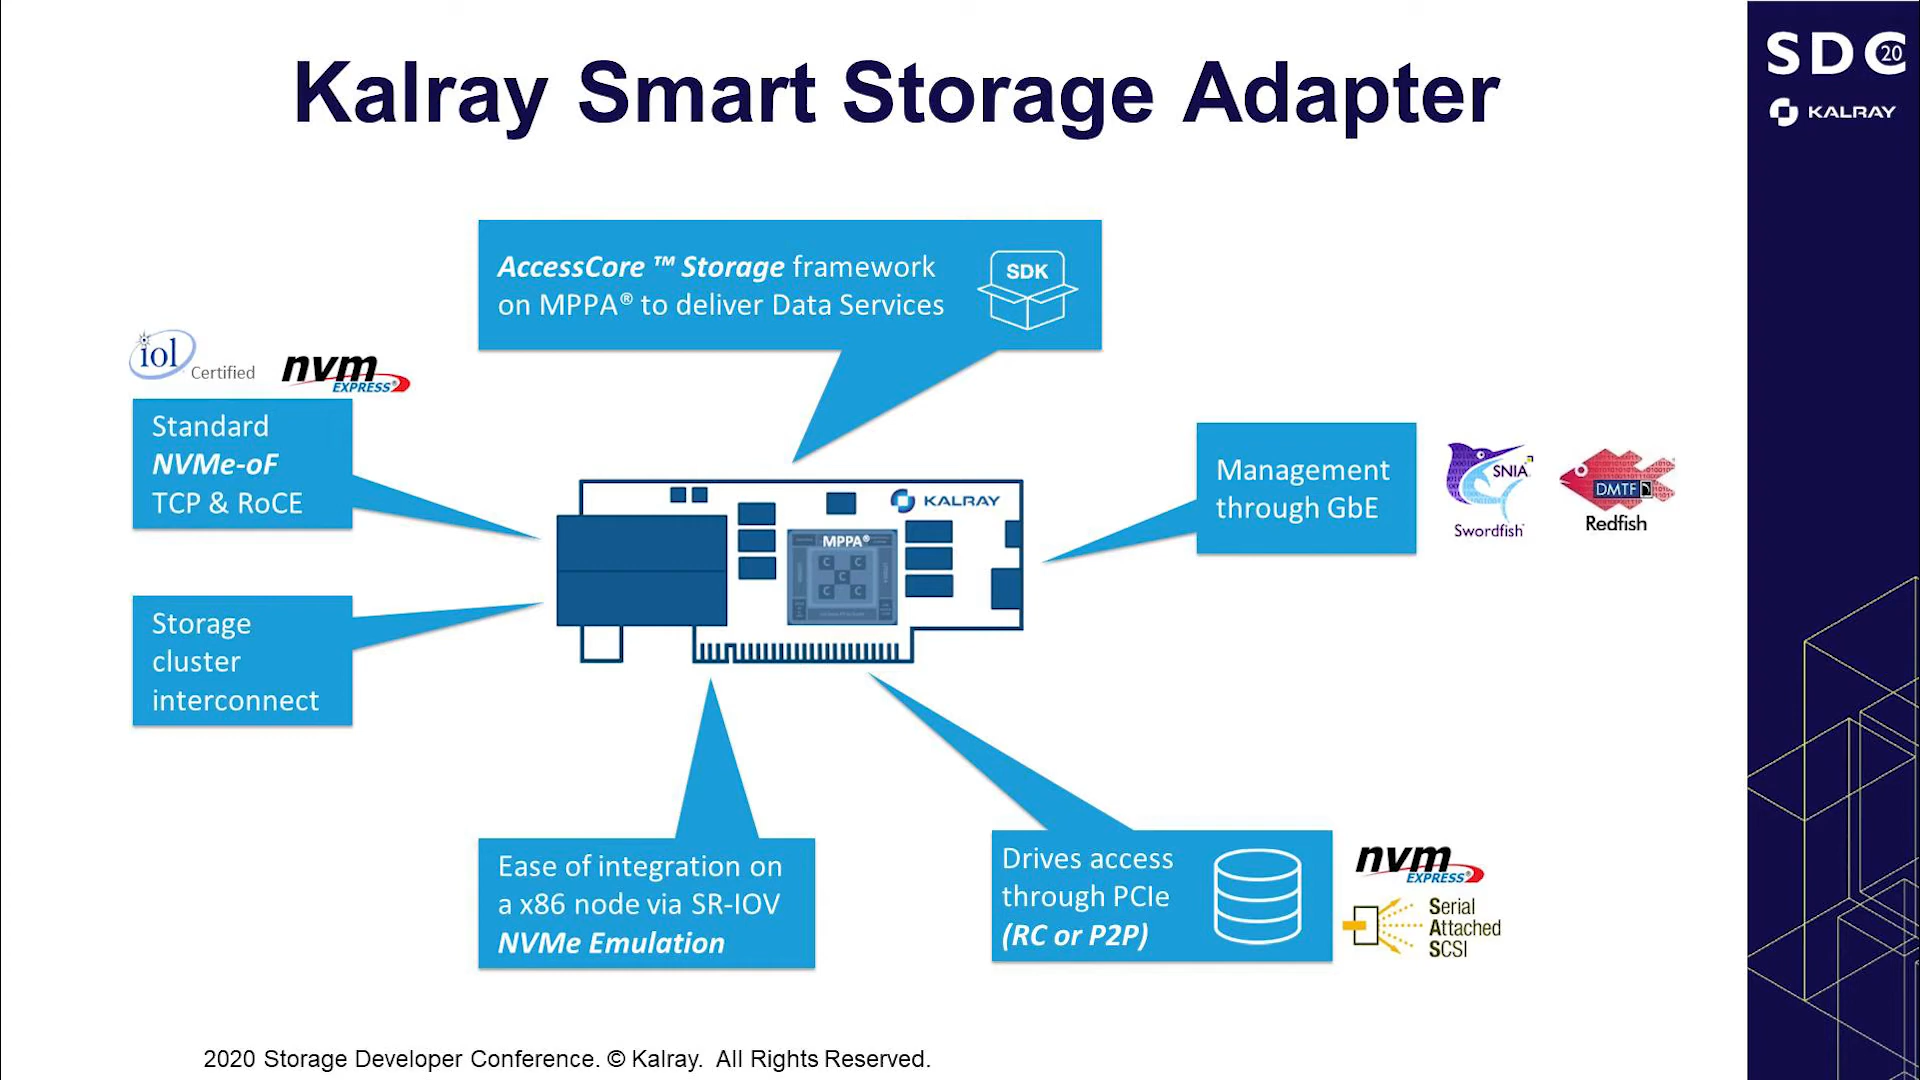 Kalray Smart Storage Adapter
SDC 20
KALRAY
AccessCore ™ Storage framework
on MPPA® to deliver Data Services
SDK
iol Certified
nvm EXPRESS®
Standard
NVMe-oF
TCP & RoCE
Management
through GbE
SNIA
Swordfish
DMTF
Redfish
KALRAY
MPPA®
C C
C
C C
Storage
cluster
interconnect
Ease of integration on
a x86 node via SR-IOV
NVMe Emulation
Drives access
through PCIe
(RC or P2P)
nvm EXPRESS®
Serial
Attached
SCSI
2020 Storage Developer Conference. © Kalray. All Rights Reserved.